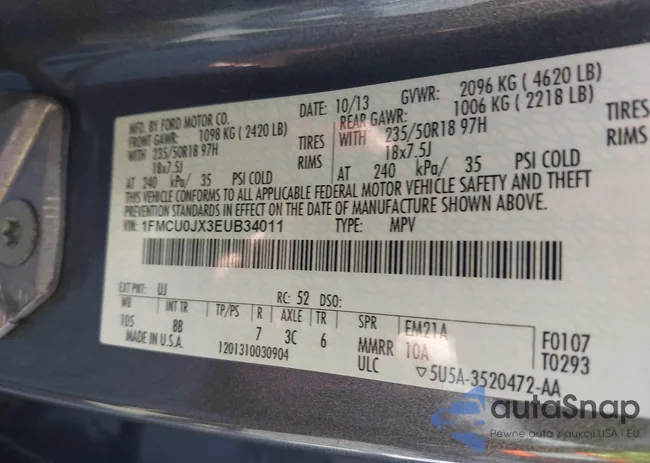 MFD. BY FORD MOTOR CO. DATE: 10/13 GVWR: 2096 KG ( 4620 LB)
FRONT GAWR: 1098 KG ( 2420 LB) REAR GAWR: 1006 KG ( 2218 LB)
WITH 235/50R18 97H TIRES WITH 235/50R18 97H TIRES
18x7.5J RIMS 18x7.5J RIMS
AT 240 kPa/ 35 PSI COLD AT 240 kPa/ 35 PSI COLD
THIS VEHICLE CONFORMS TO ALL APPLICABLE FEDERAL MOTOR VEHICLE SAFETY AND THEFT
PREVENTION STANDARDS IN EFFECT ON THE DATE OF MANUFACTURE SHOWN ABOVE.
VIN: 1FMCU0JX3EUB34011 TYPE: MPV
EXT PNT: UJ RC: 52 DSO:
WB INT TR TP/PS R AXLE TR SPR EM21A F0107
105 8B 7 3C 6 MMRR 10A T0293
MADE IN U.S.A. 1201310030904 ULC ▽5U5A-3520472-AA
autaSnap
Pewne auta z aukcji USA i EU